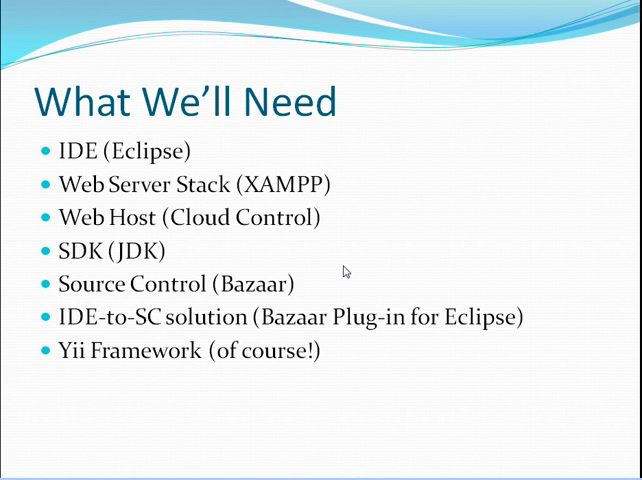 What We’ll Need
IDE (Eclipse)
Web Server Stack (XAMPP)
Web Host (Cloud Control)
SDK (JDK)
Source Control (Bazaar)
IDE-to-SC solution (Bazaar Plug-in for Eclipse)
Yii Framework (of course!)